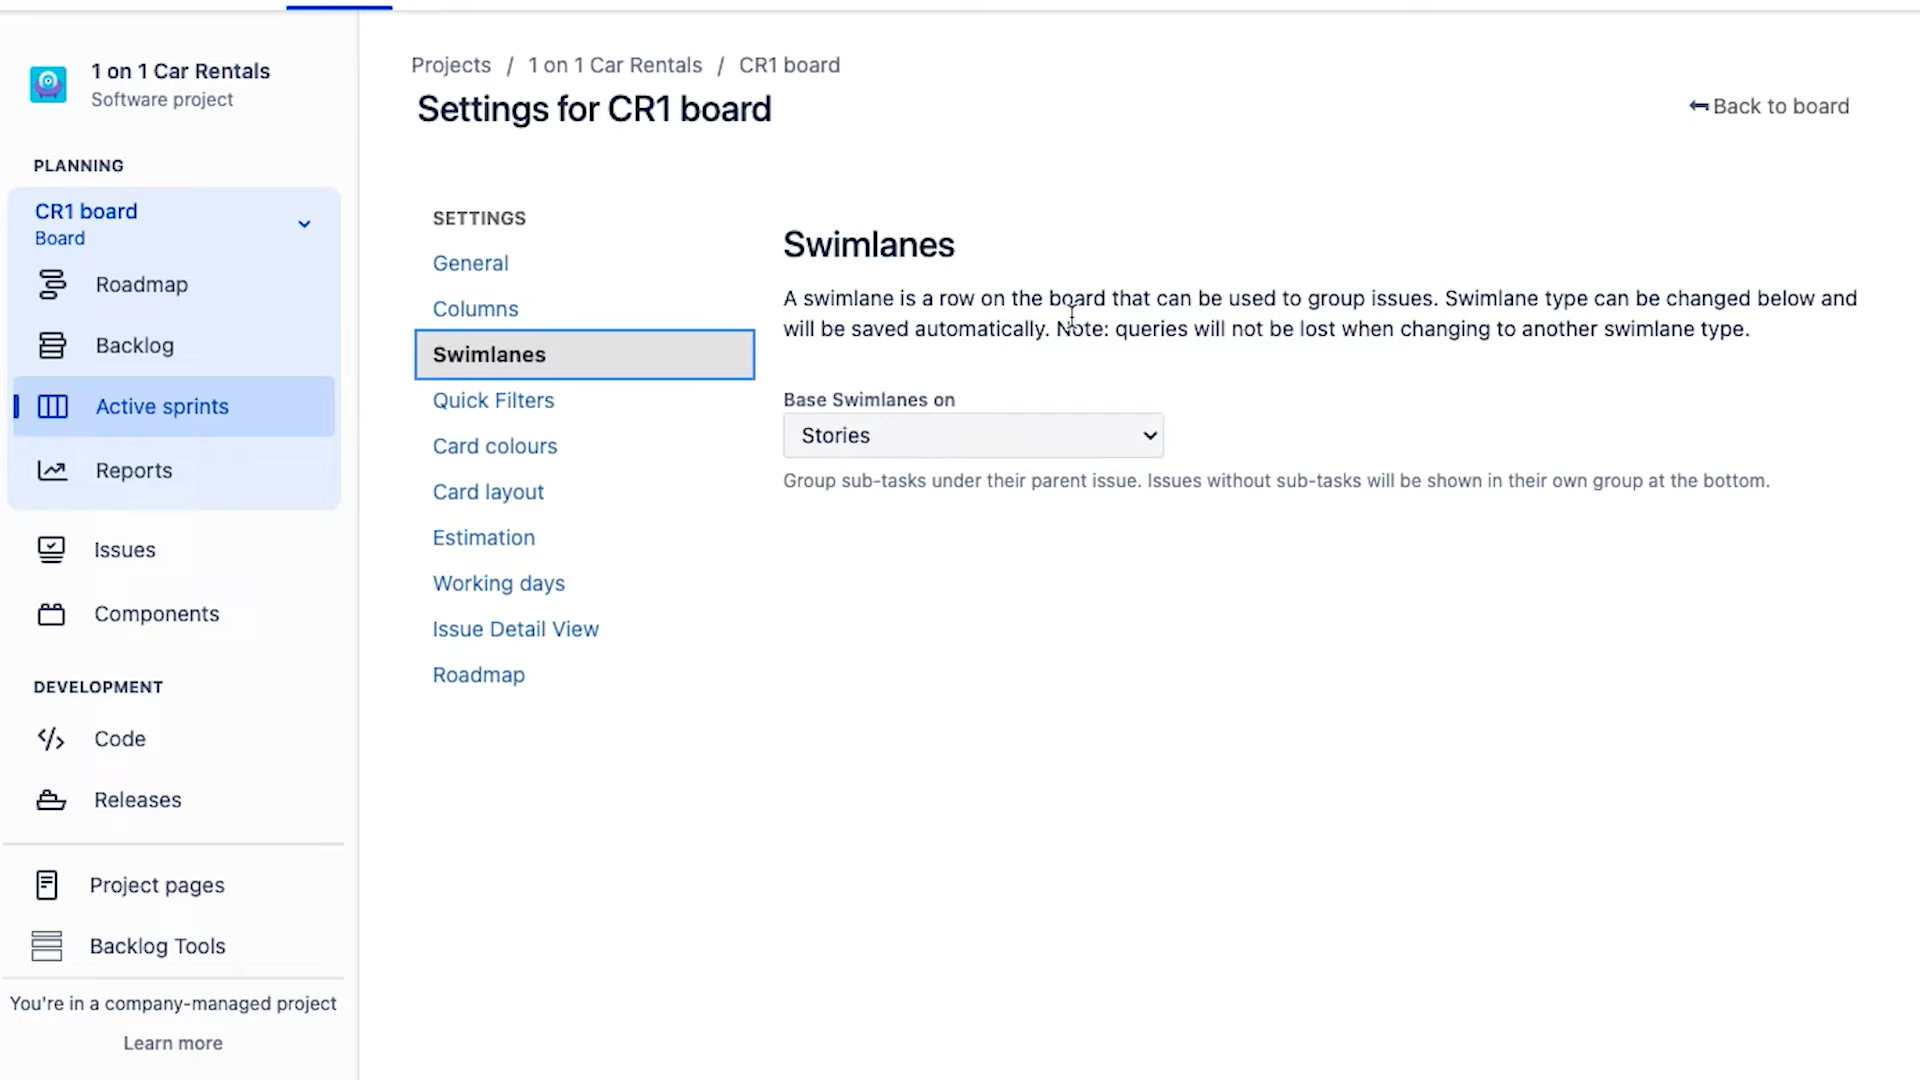 1 on 1 Car Rentals
Software project
PLANNING
CR1 board
Board
Roadmap
Backlog
Active sprints
Reports
Issues
Components
DEVELOPMENT
Code
Releases
Project pages
Backlog Tools
You're in a company-managed project
Learn more
Projects / 1 on 1 Car Rentals / CR1 board
Settings for CR1 board
Back to board
SETTINGS
General
Columns
Swimlanes
Quick Filters
Card colours
Card layout
Estimation
Working days
Issue Detail View
Roadmap
Swimlanes
A swimlane is a row on the board that can be used to group issues. Swimlane type can be changed below and
will be saved automatically. Note: queries will not be lost when changing to another swimlane type.
Base Swimlanes on
Stories
Group sub-tasks under their parent issue. Issues without sub-tasks will be shown in their own group at the bottom.